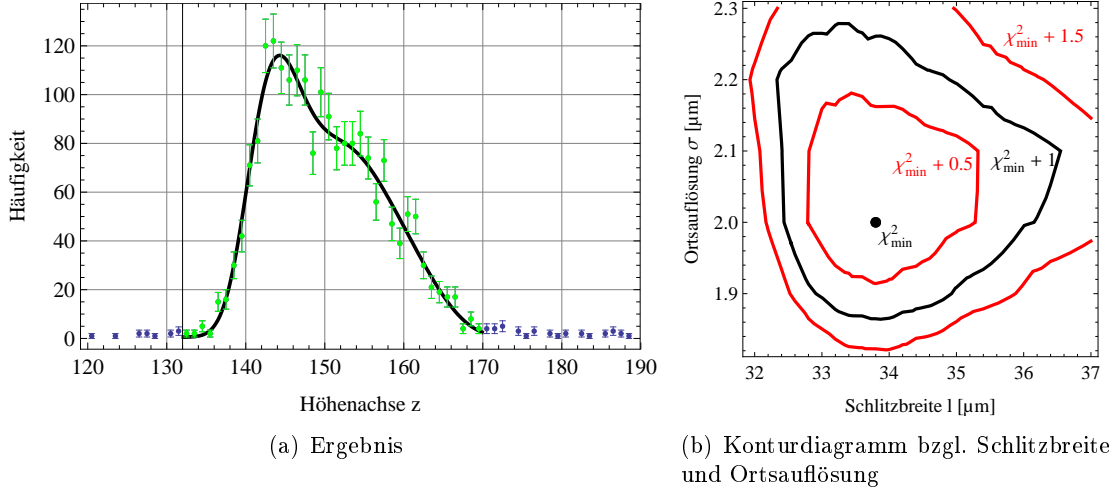 Häufigkeit
120
100
80
60
40
20
0
120 130 140 150 160 170 180 190
Höhenachse z
(a) Ergebnis
Ortsauflösung σ [µm]
2.3
2.2
2.1
2.0
1.9
χ²min + 1.5
χ²min + 0.5
χ²min + 1
χ²min
32 33 34 35 36 37
Schlitzbreite l [µm]
(b) Konturdiagramm bzgl. Schlitzbreite
und Ortsauflösung